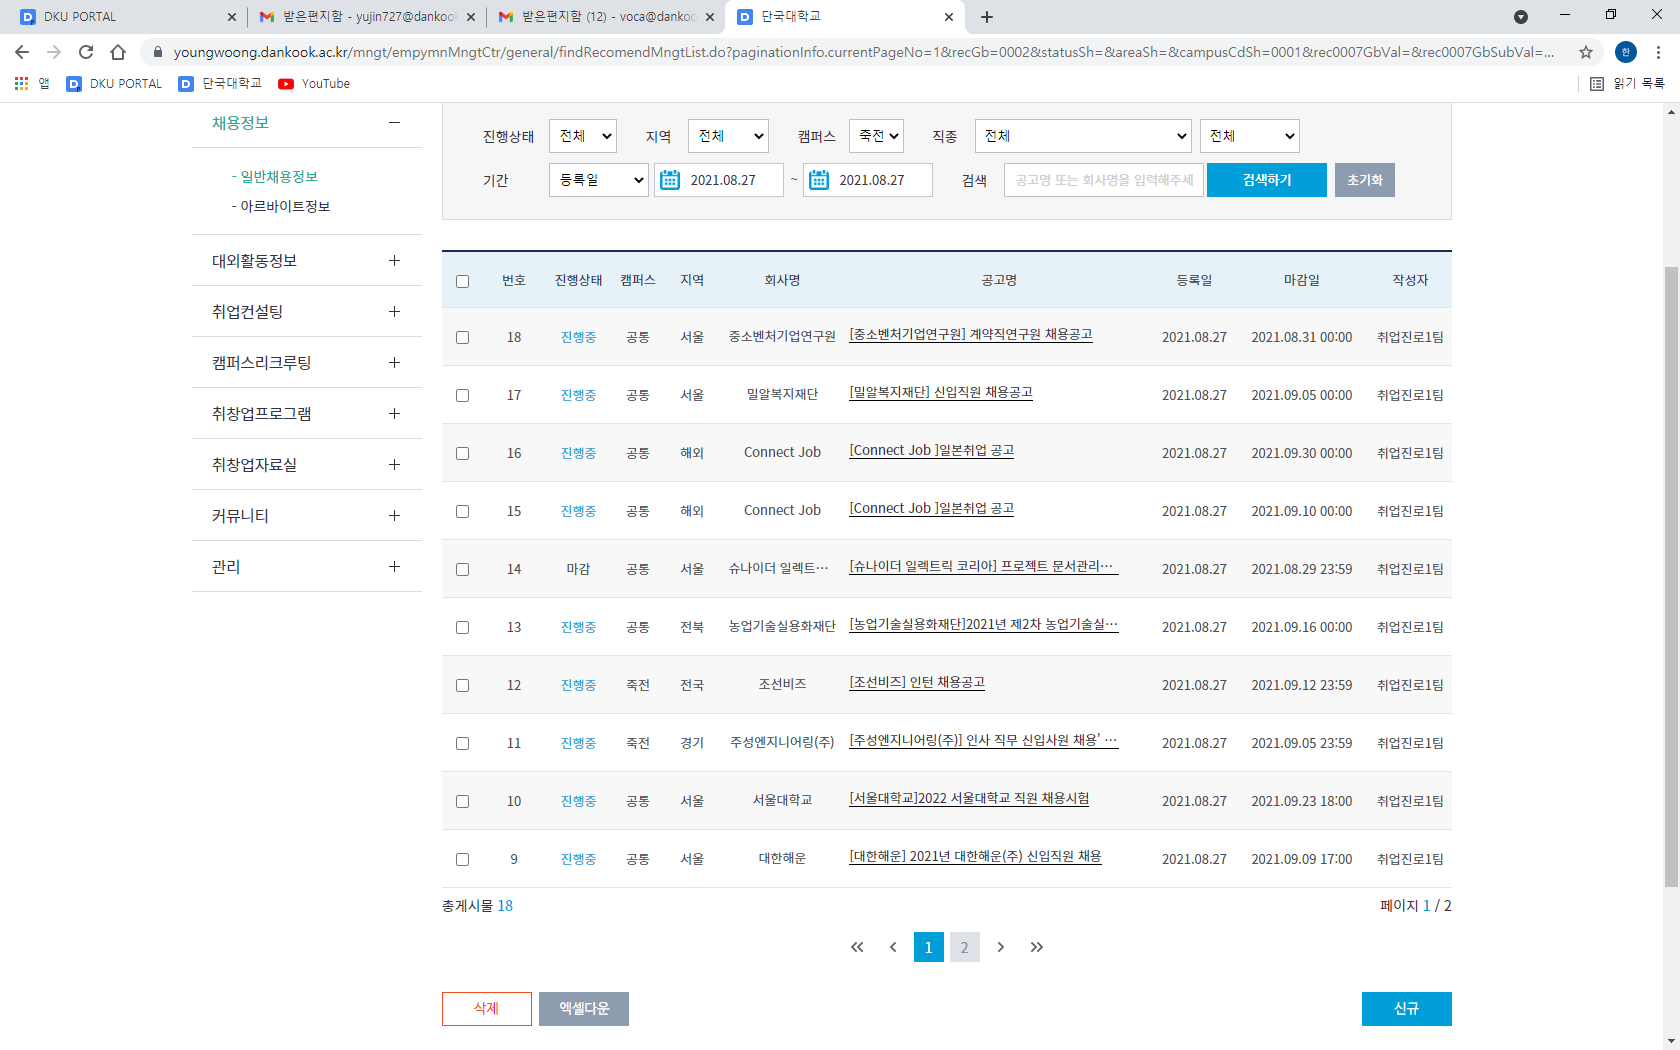 DKU PORTAL
받은편지함 - yujin727@dankook
받은편지함 (12) - voca@dankoo
단국대학교
youngwoong.dankook.ac.kr/mngt/empymnMngtCtr/general/findRecomendMngtList.do?paginationInfo.currentPageNo=1&recGb=0002&statusSh=&areaSh=&campusCdSh=0001&rec0007GbVal=&rec0007GbSubVal=...
한
앱 DKU PORTAL 단국대학교 YouTube 읽기 목록
채용정보
- 일반채용정보
- 아르바이트정보
대외활동정보
취업컨설팅
캠퍼스리크루팅
취창업프로그램
취창업자료실
커뮤니티
관리
진행상태 전체 지역 전체 캠퍼스 죽전 직종 전체 전체
기간 등록일 2021.08.27 ~ 2021.08.27 검색 공고명 또는 회사명을 입력해주세 검색하기 초기화
번호 진행상태 캠퍼스 지역 회사명 공고명 등록일 마감일 작성자
18 진행중 공통 서울 중소벤처기업연구원 [중소벤처기업연구원] 계약직연구원 채용공고 2021.08.27 2021.08.31 00:00 취업진로1팀
17 진행중 공통 서울 밀알복지재단 [밀알복지재단] 신입직원 채용공고 2021.08.27 2021.09.05 00:00 취업진로1팀
16 진행중 공통 해외 Connect Job [Connect Job ]일본취업 공고 2021.08.27 2021.09.30 00:00 취업진로1팀
15 진행중 공통 해외 Connect Job [Connect Job ]일본취업 공고 2021.08.27 2021.09.10 00:00 취업진로1팀
14 마감 공통 서울 슈나이더 일렉트… [슈나이더 일렉트릭 코리아] 프로젝트 문서관리… 2021.08.27 2021.08.29 23:59 취업진로1팀
13 진행중 공통 전북 농업기술실용화재단 [농업기술실용화재단]2021년 제2차 농업기술실… 2021.08.27 2021.09.16 00:00 취업진로1팀
12 진행중 죽전 전국 조선비즈 [조선비즈] 인턴 채용공고 2021.08.27 2021.09.12 23:59 취업진로1팀
11 진행중 죽전 경기 주성엔지니어링(주) [주성엔지니어링(주)] 인사 직무 신입사원 채용' … 2021.08.27 2021.09.05 23:59 취업진로1팀
10 진행중 공통 서울 서울대학교 [서울대학교]2022 서울대학교 직원 채용시험 2021.08.27 2021.09.23 18:00 취업진로1팀
9 진행중 공통 서울 대한해운 [대한해운] 2021년 대한해운(주) 신입직원 채용 2021.08.27 2021.09.09 17:00 취업진로1팀
총게시물 18 페이지 1 / 2
1 2
삭제 엑셀다운 신규